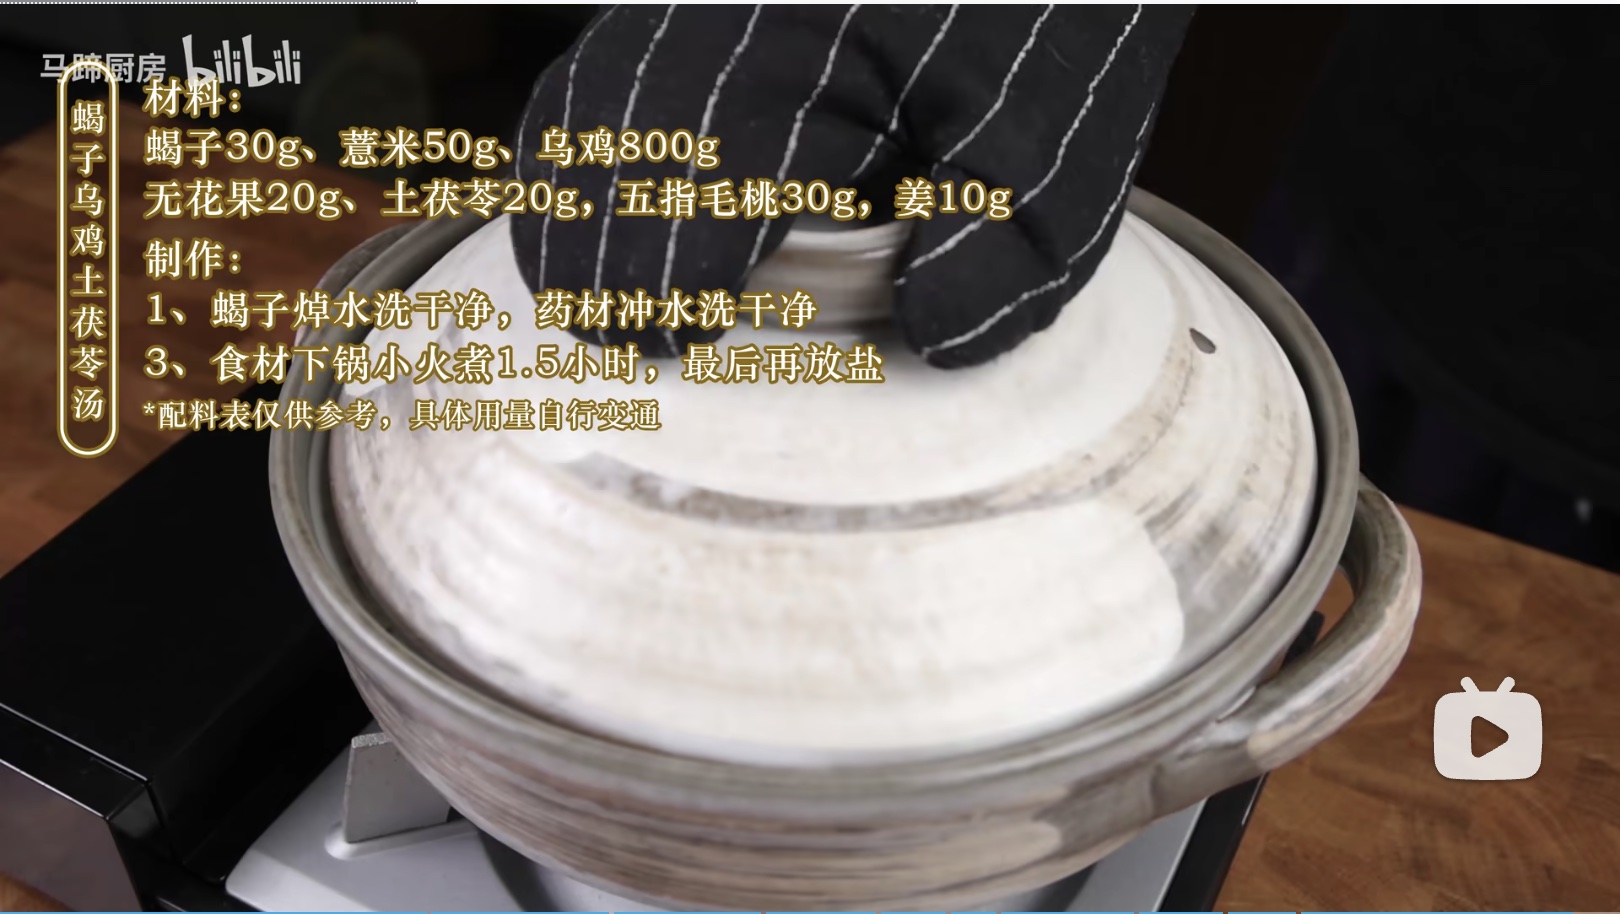 马蹄厨房 bilibili
蝎子乌鸡土茯苓汤
材料：
蝎子30g、薏米50g、乌鸡800g
无花果20g、土茯苓20g，五指毛桃30g，姜10g
制作：
1、蝎子焯水洗干净，药材冲水洗干净
3、食材下锅小火煮1.5小时，最后再放盐
*配料表仅供参考，具体用量自行变通